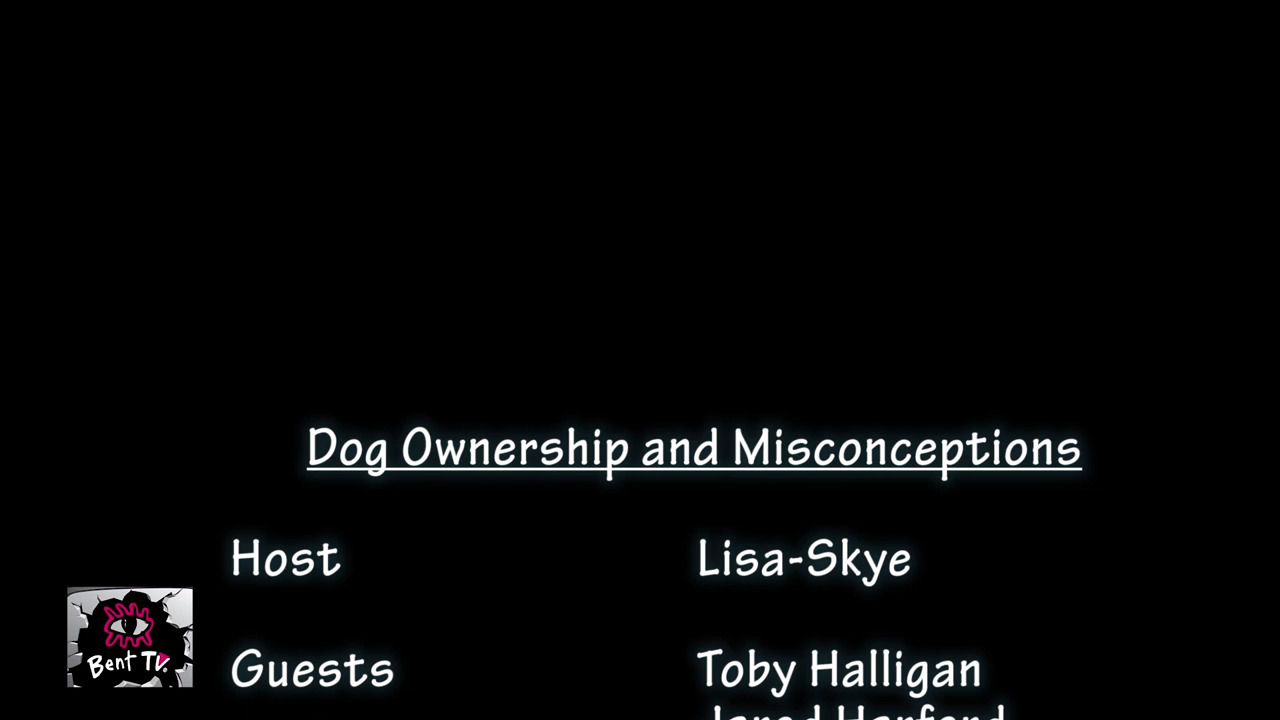 Dog Ownership and Misconceptions
Host Lisa-Skye
Guests Toby Halligan
Bent TV.